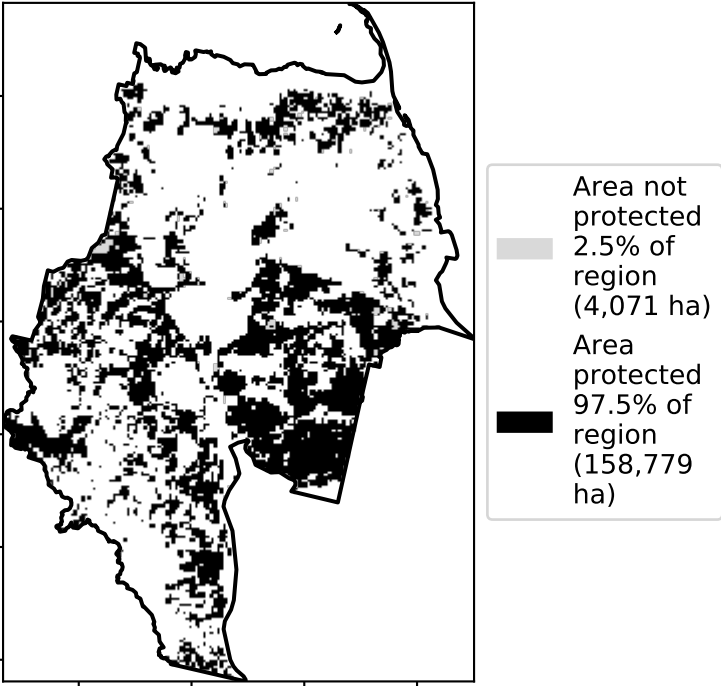 Area not
protected
2.5% of
region
(4,071 ha)
Area
protected
97.5% of
region
(158,779
ha)